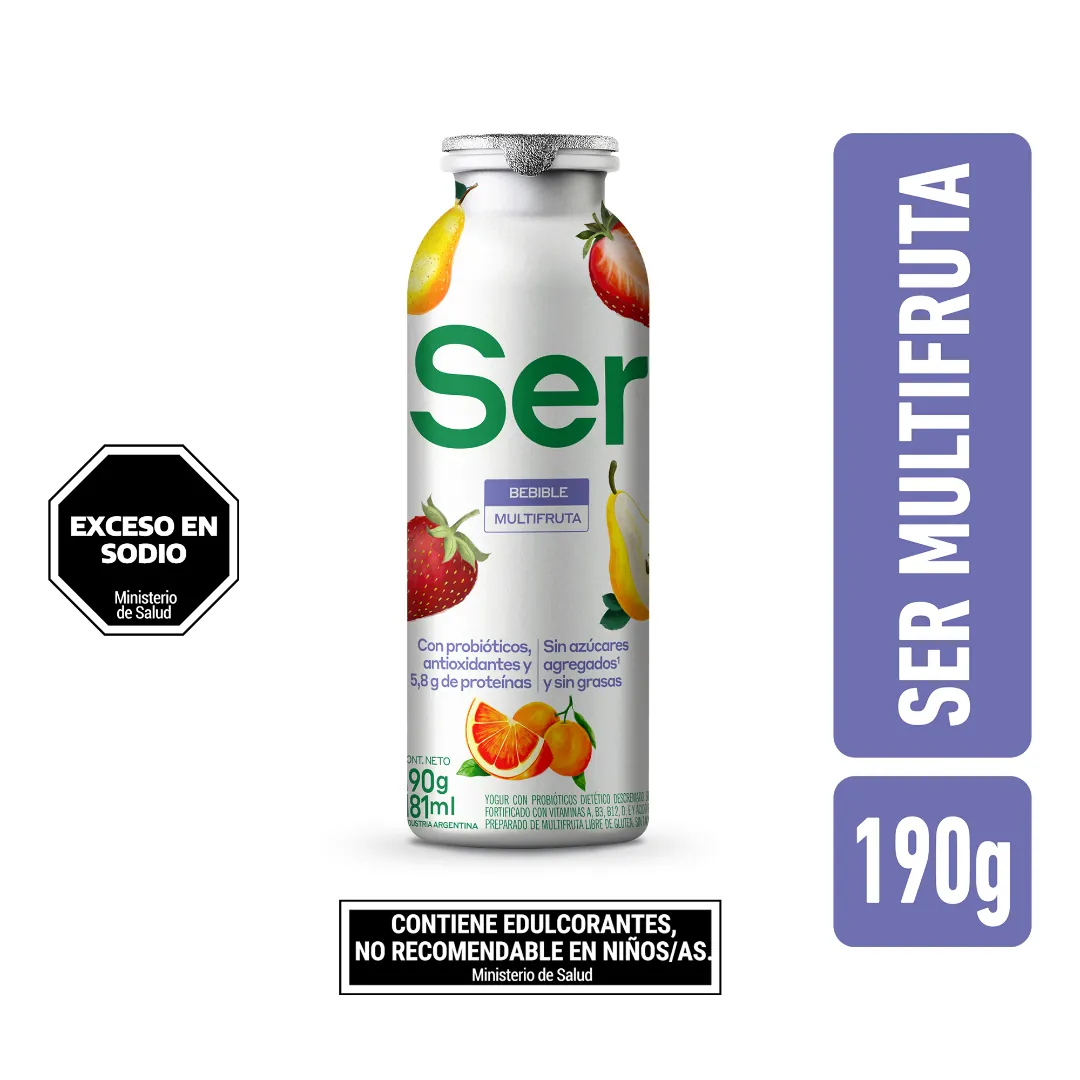 Ser
BEBIBLE
MULTIFRUTA
EXCESO EN
SODIO
Ministerio
de Salud
Con probióticos,
antioxidantes y
5,8 g de proteínas
Sin azúcares
agregados¹
y sin grasas
NETO
90g
81ml
ARGENTINA
YOGUR CON PROBIÓTICOS DIETÉTICO DESCREMADO
FORTIFICADO CON VITAMINAS A, B3, B12, D, E Y
PREPARADO DE MULTIFRUTA LIBRE DE GLUTEN.
CONTIENE EDULCORANTES,
NO RECOMENDABLE EN NIÑOS/AS.
Ministerio de Salud
SER MULTIFRUTA
190g